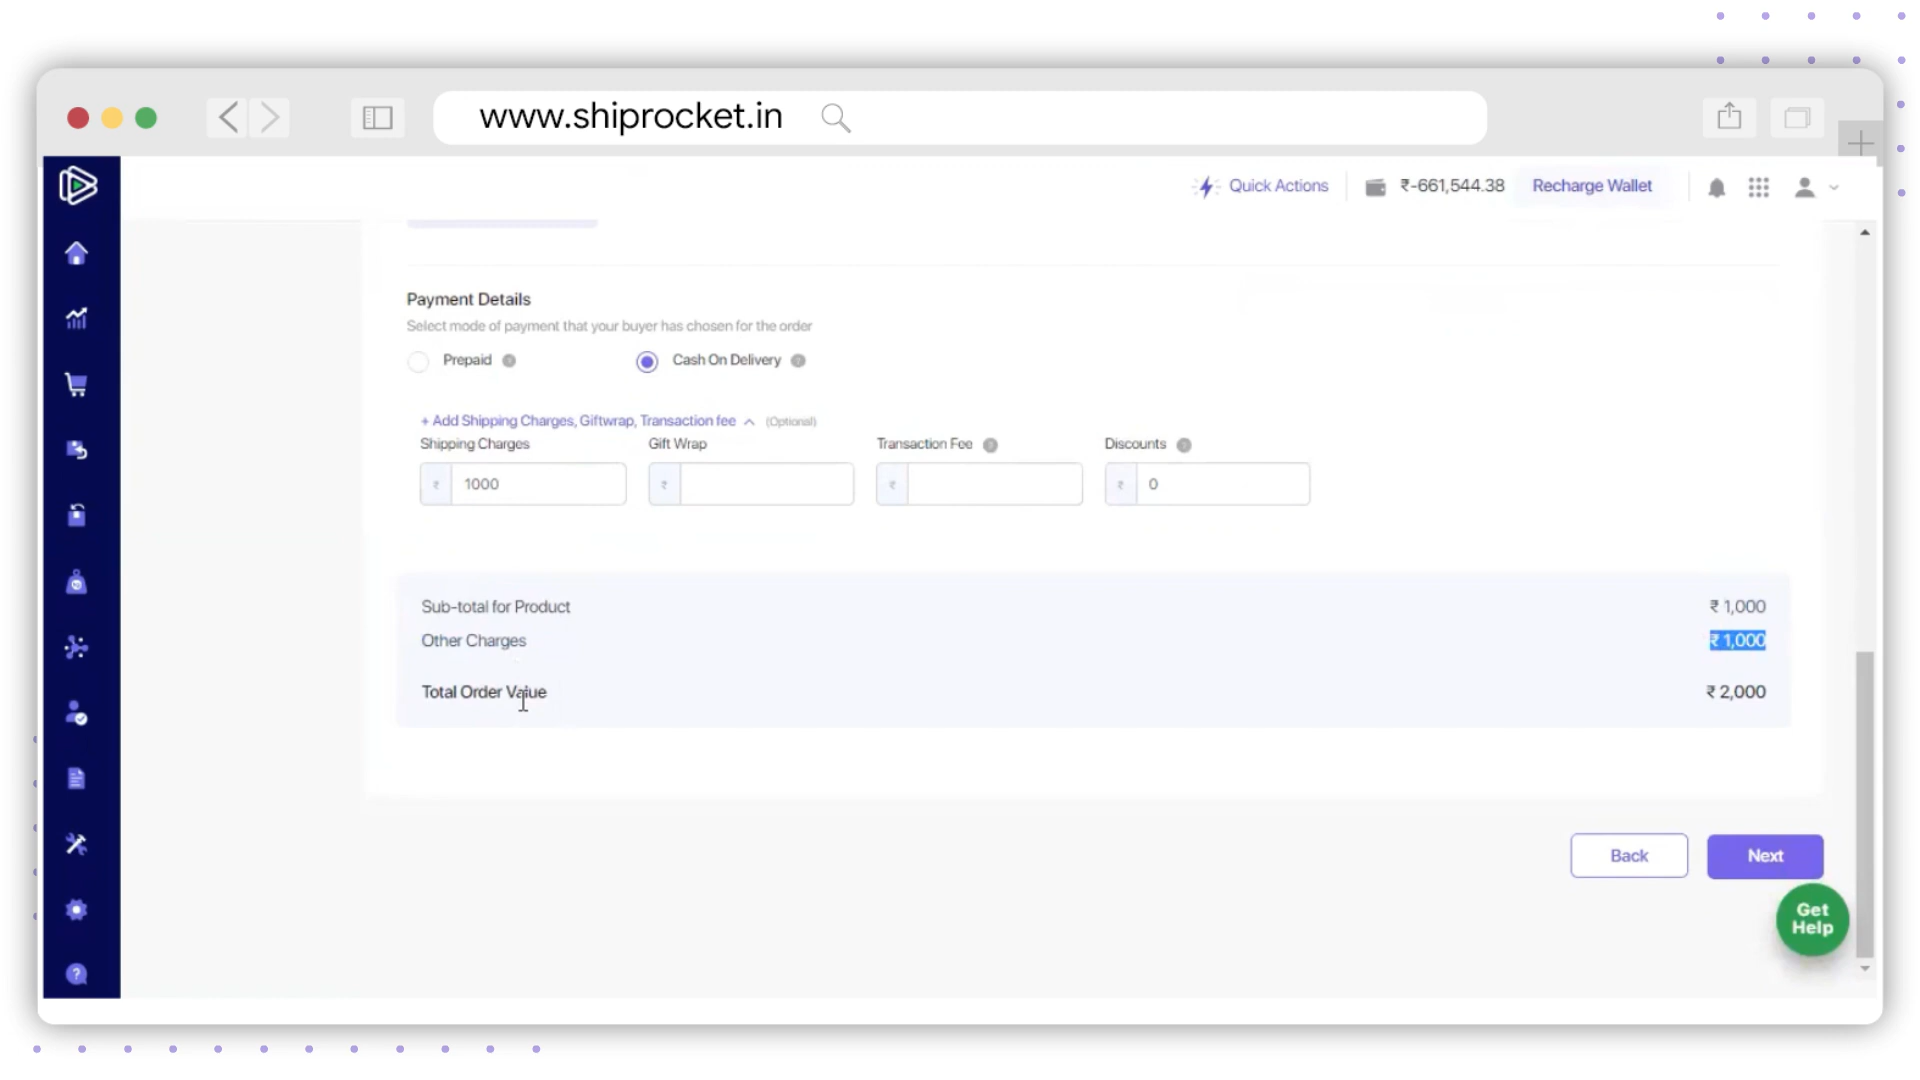 www.shiprocket.in
Quick Actions ₹-661,544.38 Recharge Wallet
Payment Details
Select mode of payment that your buyer has chosen for the order
Prepaid Cash On Delivery
+ Add Shipping Charges, Giftwrap, Transaction fee (Optional)
Shipping Charges Gift Wrap Transaction Fee Discounts
₹ 1000 ₹ ₹ ₹ 0
Sub-total for Product ₹ 1,000
Other Charges ₹ 1,000
Total Order Value ₹ 2,000
Back Next
Get
Help